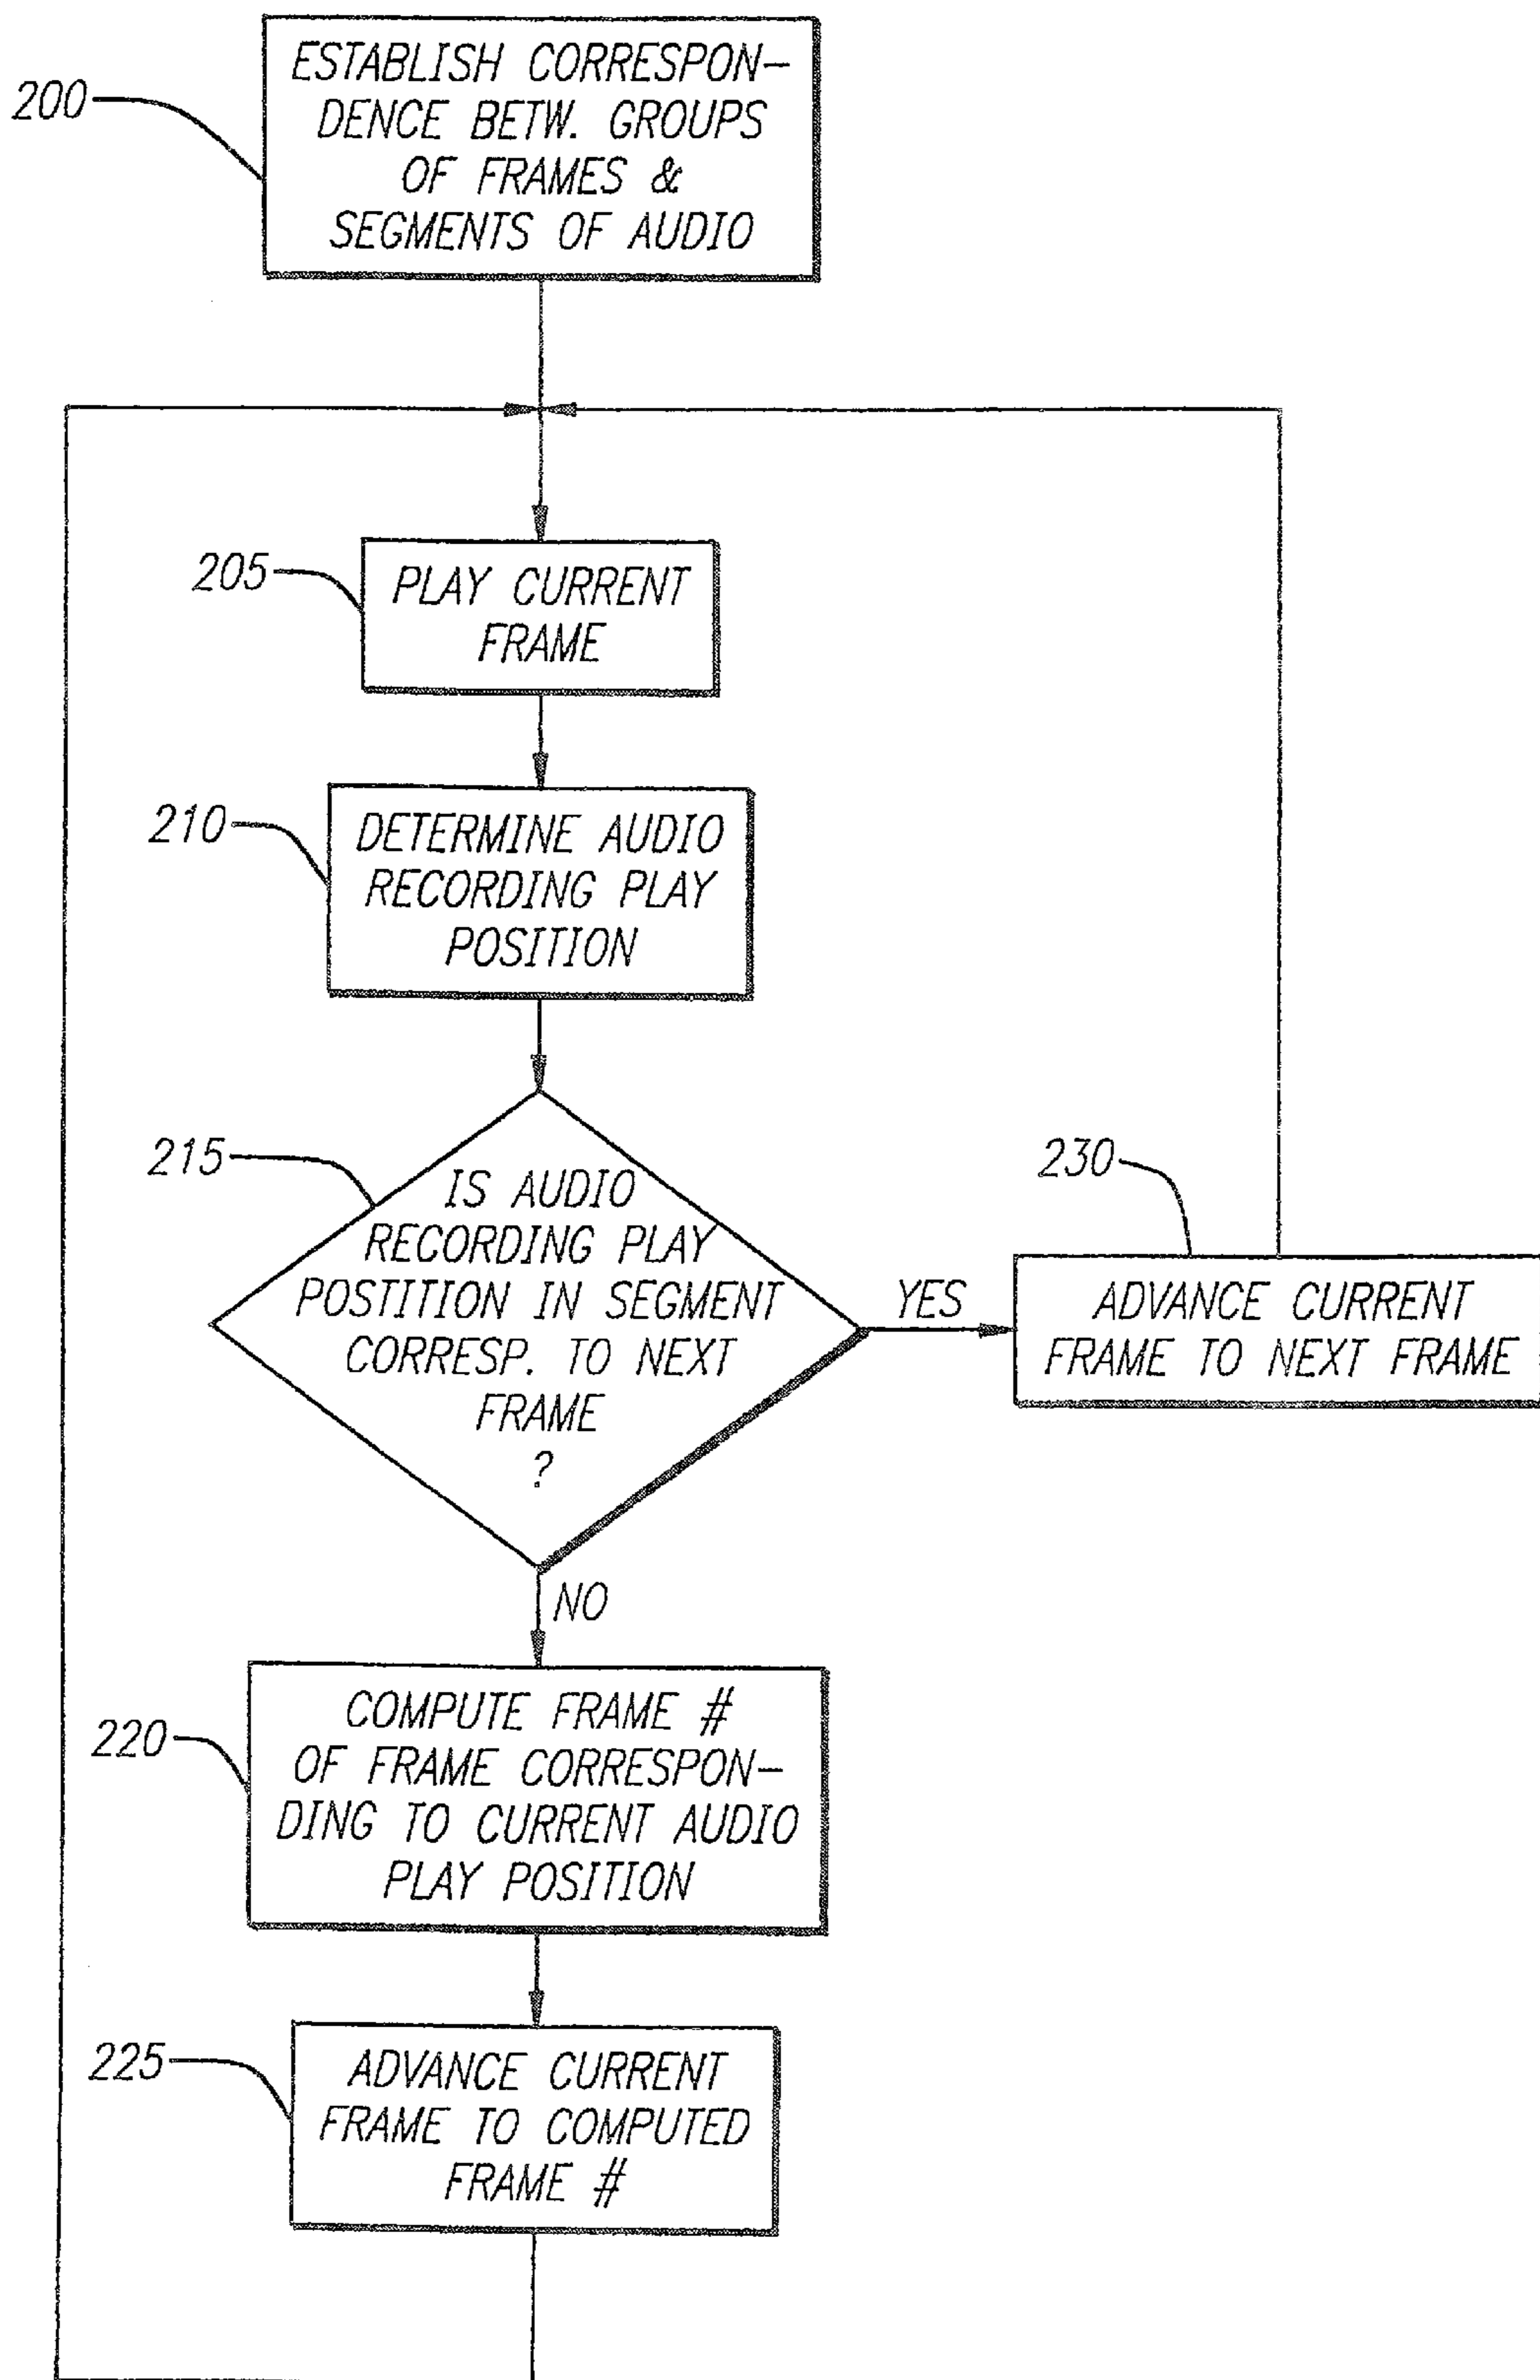 200
ESTABLISH CORRESPON-
DENCE BETW. GROUPS
OF FRAMES &
SEGMENTS OF AUDIO
205
PLAY CURRENT
FRAME
210
DETERMINE AUDIO
RECORDING PLAY
POSITION
215
IS AUDIO
RECORDING PLAY
POSTITION IN SEGMENT
CORRESP. TO NEXT
FRAME
?
YES
230
ADVANCE CURRENT
FRAME TO NEXT FRAME
NO
220
COMPUTE FRAME #
OF FRAME CORRESPON-
DING TO CURRENT AUDIO
PLAY POSITION
225
ADVANCE CURRENT
FRAME TO COMPUTED
FRAME #